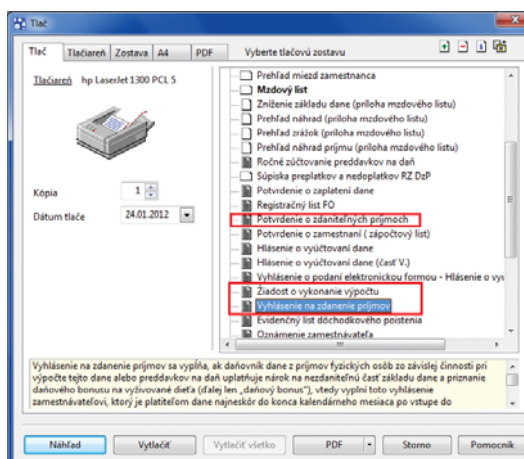 Tlač
Tlač Tlačiareň Zostava A4 PDF Vyberte tlačovú zostavu
Tlačiareň hp LaserJet 1300 PCL 5
Kópia 1
Dátum tlače 24.01.2012
Prehľad miezd zamestnanca
Mzdový list
Zníženie základu dane (príloha mzdového listu)
Prehľad náhrad (príloha mzdového listu)
Prehľad zrážok (príloha mzdového listu)
Prehľad náhrad príjmu (príloha mzdového listu)
Ročné zúčtovanie preddavkov na daň
Súpiska preplatkov a nedoplatkov RZ DzP
Potvrdenie o zaplatení dane
Registračný list FO
Potvrdenie o zdaniteľných príjmoch
Potvrdenie o zamestnaní ( zápočtový list)
Hlásenie o vyúčtovaní dane
Hlásenie o vyúčtovaní dane (časť V.)
Vyhlásenie o podaní elektronickou formou - Hlásenie o vyú
Žiadost o vykonanie výpočtu
Vyhlásenie na zdanenie príjmov
Evidenčný list dôchodkového poistenia
Oznámenie zamestnávateľa
Vyhlásenie na zdanenie príjmov sa vypĺňa, ak daňovník dane z príjmov fyzických osôb zo závislej činnosti pri
výpočte tejto dane alebo preddavkov na daň uplatňuje nárok na nezdaniteľnú časť základu dane a priznanie
daňového bonusu na vyživované dieťa (ďalej len „daňový bonus"), vtedy vyplní toto vyhlásenie
zamestnávateľovi, ktorý je platiteľom dane najneskôr do konca kalendárneho mesiaca po vstupe do
Náhľad Vytlačiť Vytlačiť všetko PDF Storno Pomocník